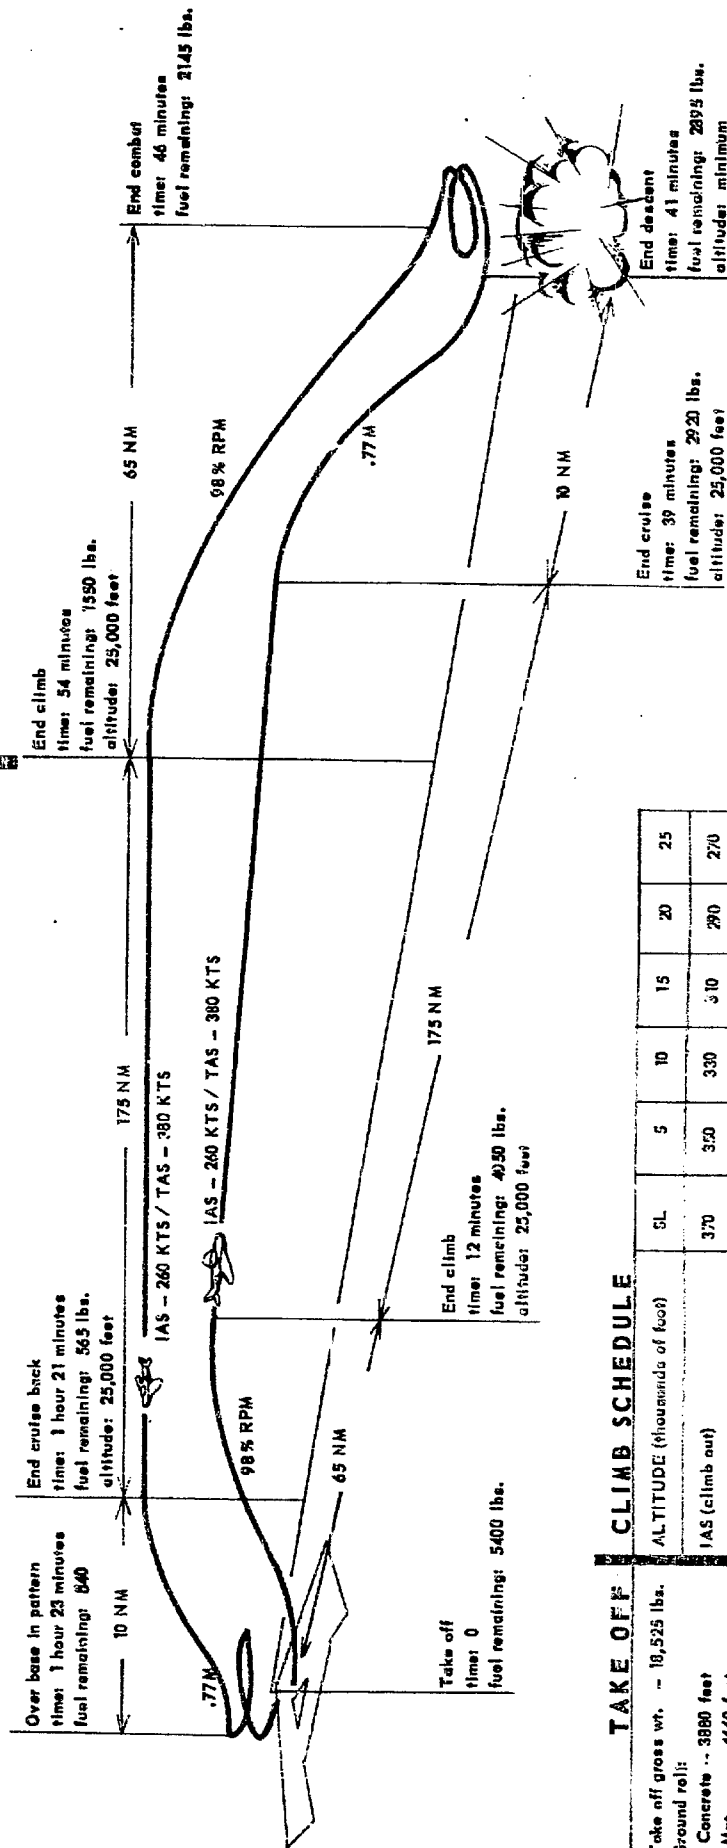 Over base in pattern
time: 1 hour 23 minutes
fuel remaining: 840
End cruise back
time: 1 hour 21 minutes
fuel remaining: 565 lbs.
altitude: 25,000 feet
End climb
time: 54 minutes
fuel remaining: 1550 lbs.
altitude: 25,000 feet
End combat
time: 46 minutes
fuel remaining: 2145 lbs.
10 NM
175 NM
65 NM
.77M
IAS – 260 KTS / TAS – 380 KTS
98% RPM
98% RPM
IAS – 260 KTS / TAS – 380 KTS
.77 M
65 NM
175 NM
10 NM
Take off
time: 0
fuel remaining: 5400 lbs.
End climb
time: 12 minutes
fuel remaining: 4050 lbs.
altitude: 25,000 feet
End cruise
time: 39 minutes
fuel remaining: 2920 lbs.
altitude: 25,000 feet
End descent
time: 41 minutes
fuel remaining: 2895 lbs.
altitude: minimum
TAKE OFF
Take off gross wt. – 18,525 lbs.
Ground roll:
Concrete -- 3880 feet
CLIMB SCHEDULE
ALTITUDE (thousands of feet) SL 5 10 15 20 25
IAS (climb out) 370 350 330 310 290 270